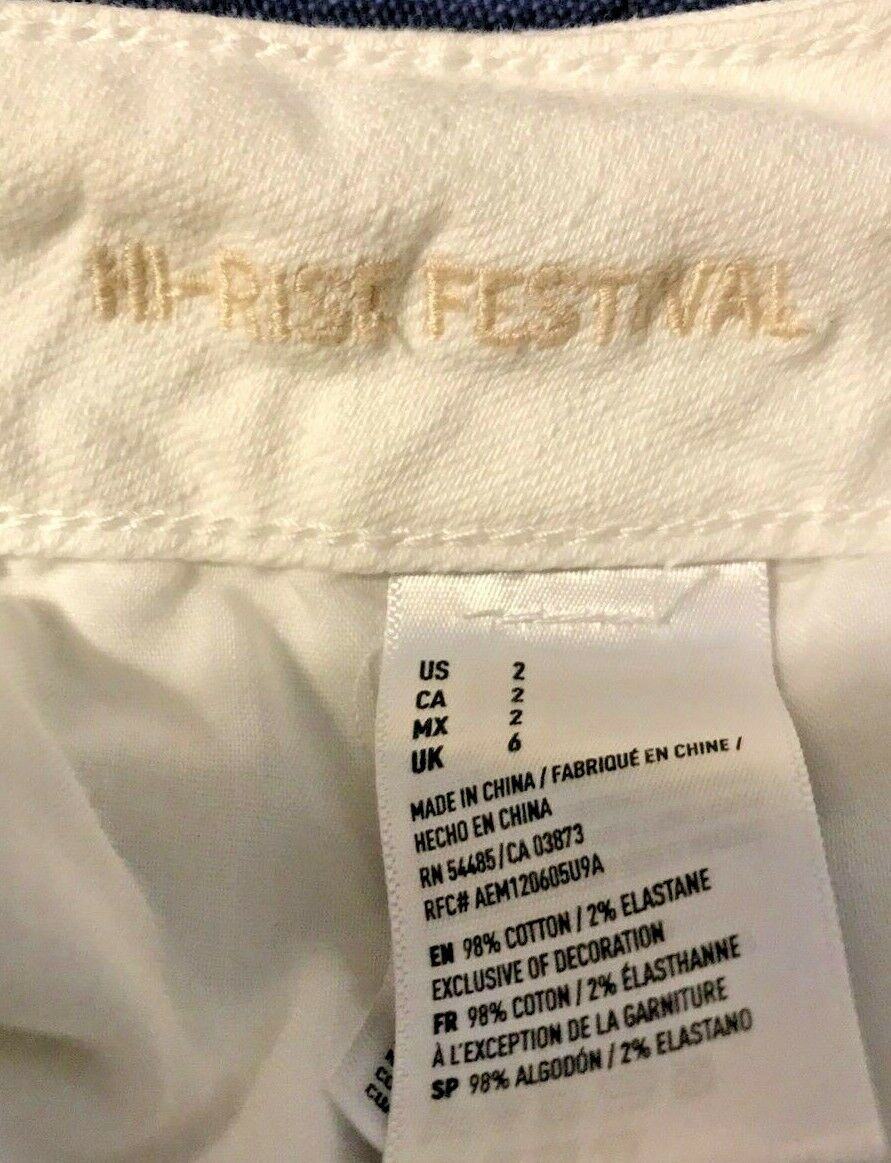 HI-RISE FESTIVAL
US 2
CA 2
MX 2
UK 6
MADE IN CHINA / FABRIQUÉ EN CHINE /
HECHO EN CHINA
RN 54485/CA 03873
RFC# AEM120605U9A
EN 98% COTTON / 2% ELASTANE
EXCLUSIVE OF DECORATION
FR 98% COTON / 2% ÉLASTHANNE
À L'EXCEPTION DE LA GARNITURE
SP 98% ALGODÓN / 2% ELASTANO